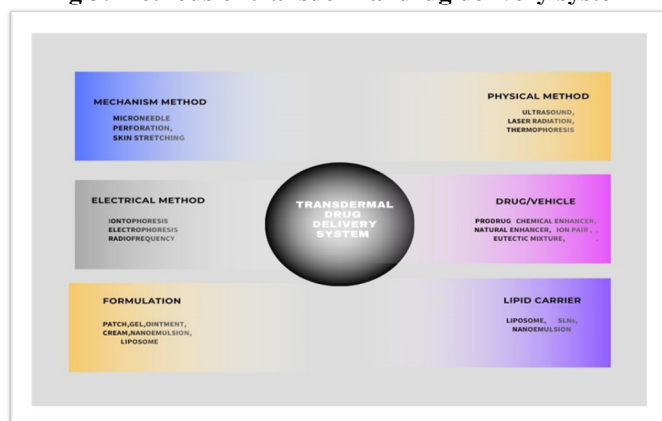 MECHANISM METHOD
MICRONEEDLE
PERFORATION,
SKIN STRETCHING
PHYSICAL METHOD
ULTRASOUND,
LASER RADIATION,
THERMOPHORESIS
ELECTRICAL METHOD
IONTOPHORESIS
ELECTROPHORESIS
RADIOFREQUENCY
TRANSDERMAL
DRUG
DELIVERY
SYSTEM
DRUG/VEHICLE
PRODRUG CHEMICAL ENHANCER,
NATURAL ENHANCER, ION PAIR , .
EUTECTIC MIXTURE, .
FORMULATION
PATCH,GEL,OINTMENT,
CREAM,NANOEMULSION,
LIPOSOME
LIPID CARRIER
LIPOSOME, SLNs,
NANOEMULSION